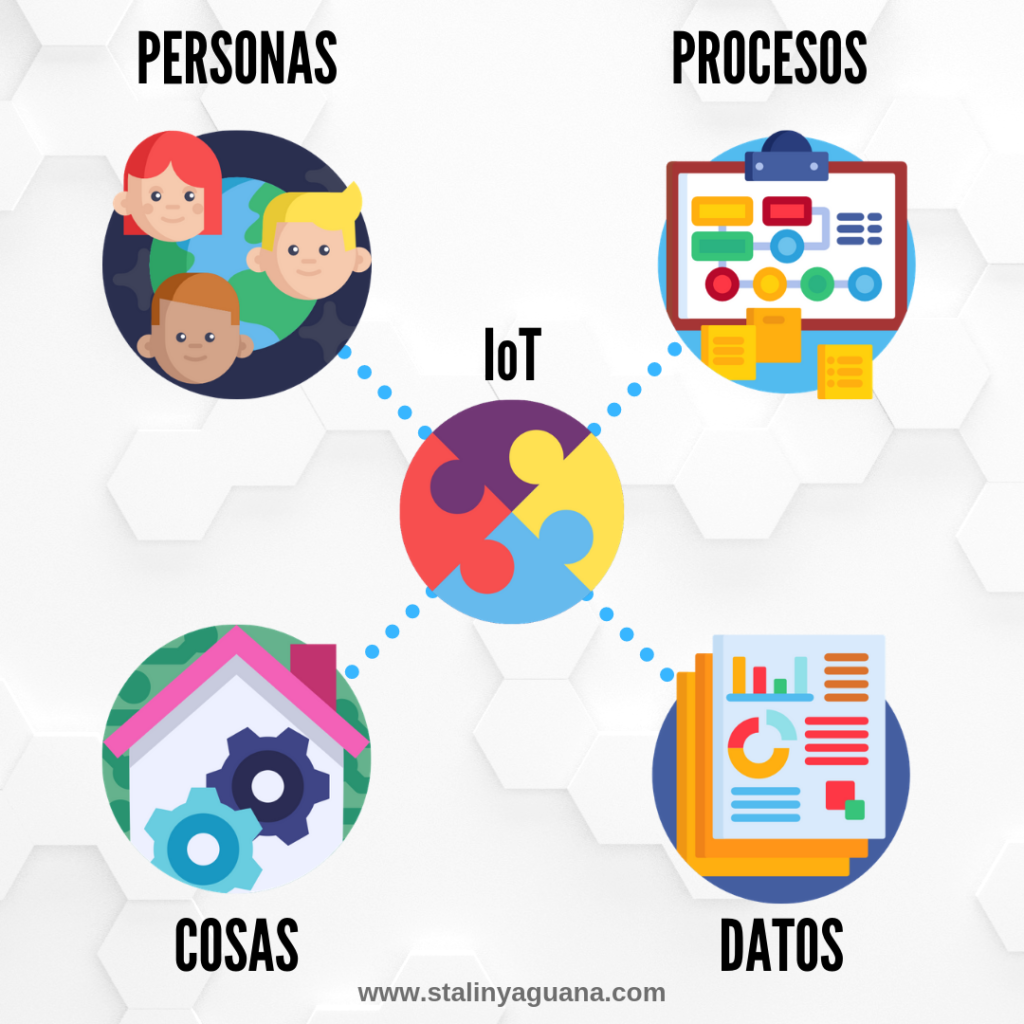 PERSONAS
PROCESOS
IoT
COSAS
DATOS
www.stalinyaguana.com